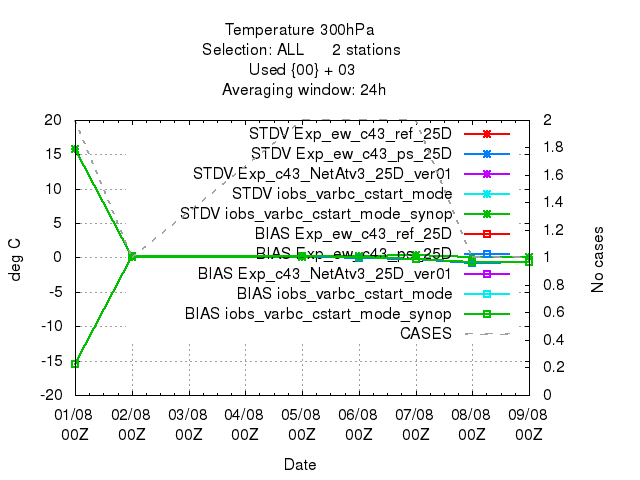 Temperature 300hPa
Selection: ALL 2 stations
Used {00} + 03
Averaging window: 24h
20
15
10
5
0
-5
-10
-15
-20
deg C
STDV Exp_ew_c43_ref_25D
STDV Exp_ew_c43_ps_25D
STDV Exp_c43_NetAtv3_25D_ver01
STDV iobs_varbc_cstart_mode
STDV iobs_varbc_cstart_mode_synop
BIAS Exp_ew_c43_ref_25D
BIAS Exp_ew_c43_ps_25D
BIAS Exp_c43_NetAtv3_25D_ver01
BIAS iobs_varbc_cstart_mode
BIAS iobs_varbc_cstart_mode_synop
CASES
2
1.8
1.6
1.4
1.2
1
0.8
0.6
0.4
0.2
0
No cases
01/08 02/08 03/08 04/08 05/08 06/08 07/08 08/08 09/08
00Z 00Z 00Z 00Z 00Z 00Z 00Z 00Z 00Z
Date